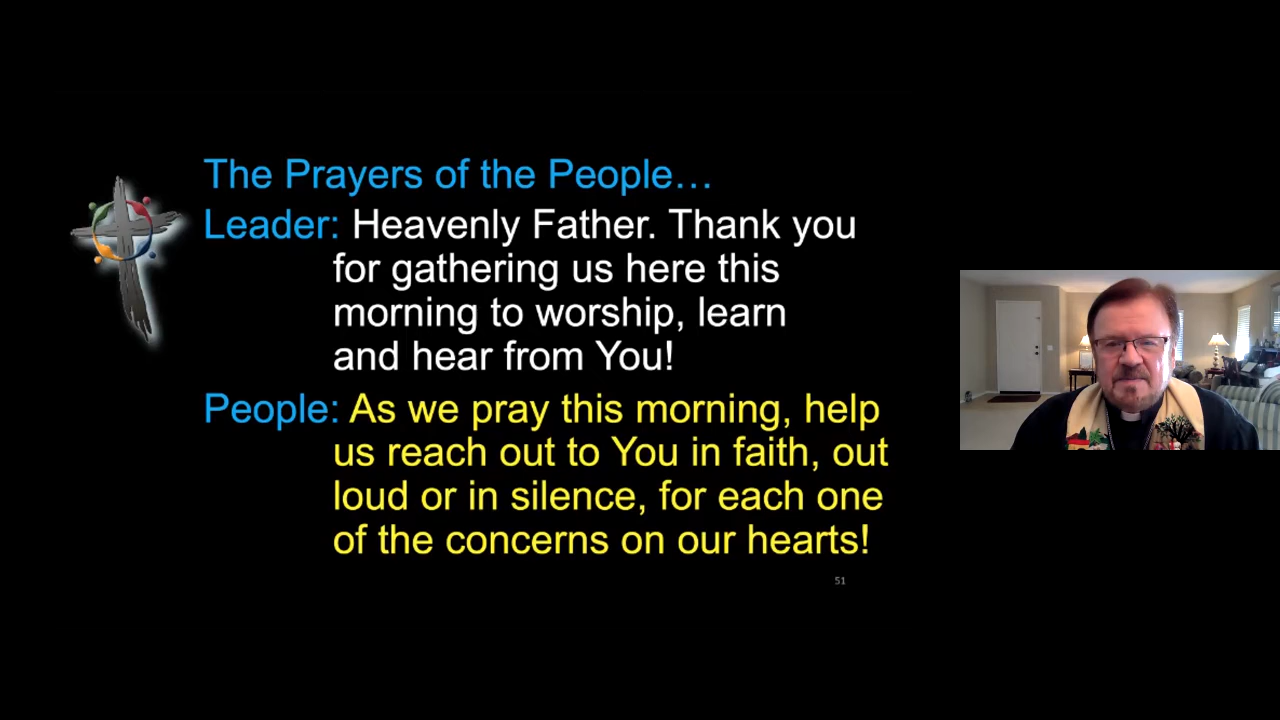 The Prayers of the People…
Leader: Heavenly Father. Thank you
for gathering us here this
morning to worship, learn
and hear from You!
People: As we pray this morning, help
us reach out to You in faith, out
loud or in silence, for each one
of the concerns on our hearts!
51